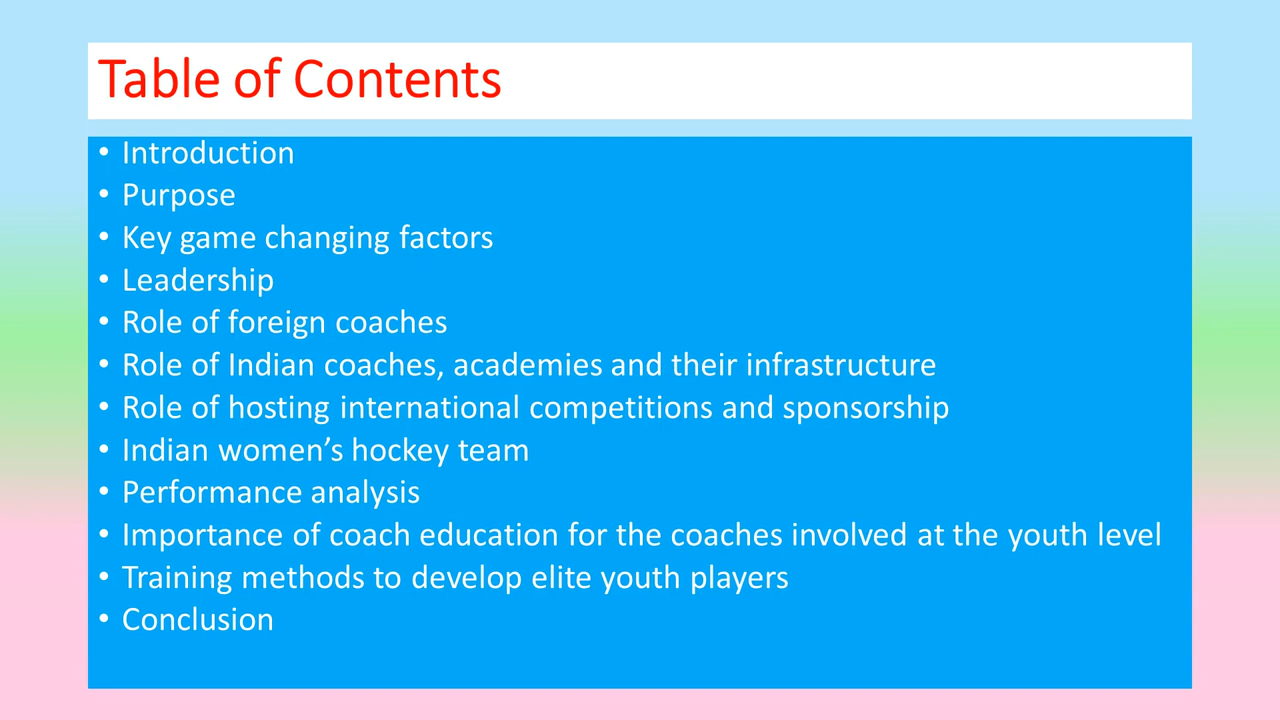 Table of Contents
• Introduction
• Purpose
• Key game changing factors
• Leadership
• Role of foreign coaches
• Role of Indian coaches, academies and their infrastructure
• Role of hosting international competitions and sponsorship
• Indian women’s hockey team
• Performance analysis
• Importance of coach education for the coaches involved at the youth level
• Training methods to develop elite youth players
• Conclusion